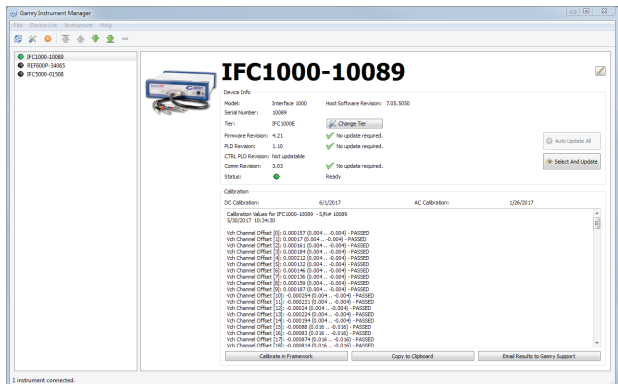 Gamry Instrument Manager
File Device List Instrument Help
IFC1000-10089
REF600P-34065
IFC5000-01508
IFC1000-10089
Device Info
Model: Interface 1000 Host Software Revision: 7.05.5050
Serial Number: 10089
Tier: IFC1000E Change Tier
Firmware Revision: 4.21 No update required.
PLD Revision: 1.10 No update required.
CTRL PLD Revision: Not updatable
Comm Revision: 3.03 No update required.
Status: Ready
Auto Update All
Select And Update
Calibration
DC Calibration: 6/1/2017 AC Calibration: 1/26/2017
Calibration Values for IFC1000-10089 - S/N# 10089
5/30/2017 10:34:30
Vch Channel Offset [0]: 0.000157 (0.004 .. -0.004) - PASSED
Vch Channel Offset [1]: 0.00017 (0.004 .. -0.004) - PASSED
Vch Channel Offset [2]: 0.000161 (0.004 .. -0.004) - PASSED
Vch Channel Offset [3]: 0.000184 (0.004 .. -0.004) - PASSED
Vch Channel Offset [4]: 0.000212 (0.004 .. -0.004) - PASSED
Vch Channel Offset [5]: 0.000132 (0.004 .. -0.004) - PASSED
Vch Channel Offset [6]: 0.000146 (0.004 .. -0.004) - PASSED
Vch Channel Offset [7]: 0.000136 (0.004 .. -0.004) - PASSED
Vch Channel Offset [8]: 0.000159 (0.004 .. -0.004) - PASSED
Vch Channel Offset [9]: 0.000187 (0.004 .. -0.004) - PASSED
Vch Channel Offset [10]: -0.000254 (0.004 .. -0.004) - PASSED
Vch Channel Offset [11]: -0.000231 (0.004 .. -0.004) - PASSED
Vch Channel Offset [12]: -0.00024 (0.004 .. -0.004) - PASSED
Vch Channel Offset [13]: -0.000224 (0.004 .. -0.004) - PASSED
Vch Channel Offset [14]: -0.000194 (0.004 .. -0.004) - PASSED
Vch Channel Offset [15]: -0.00088 (0.016 .. -0.016) - PASSED
Vch Channel Offset [16]: -0.00083 (0.016 .. -0.016) - PASSED
Vch Channel Offset [17]: -0.000874 (0.016 .. -0.016) - PASSED
Vch Channel Offset [18]: -0.000814 (0.016 .. -0.016) - PASSED
Calibrate in Framework Copy to Clipboard Email Results to Gamry Support
1 instrument connected.